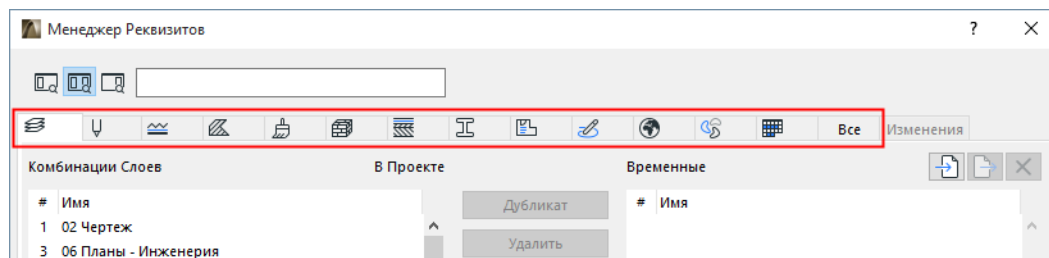 Менеджер Реквизитов ?
Все Изменения
Комбинации Слоев В Проекте Временные
# Имя Дубликат # Имя
1 02 Чертеж
3 06 Планы - Инженерия Удалить